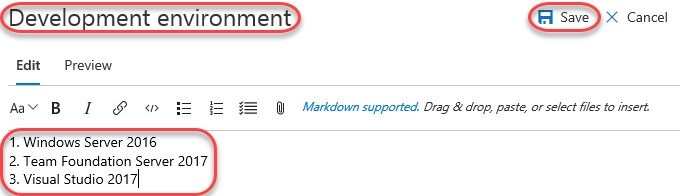 Development environment
Save
Cancel
Edit
Preview
Aa
B
I
Markdown supported. Drag & drop, paste, or select files to insert.
1. Windows Server 2016
2. Team Foundation Server 2017
3. Visual Studio 2017